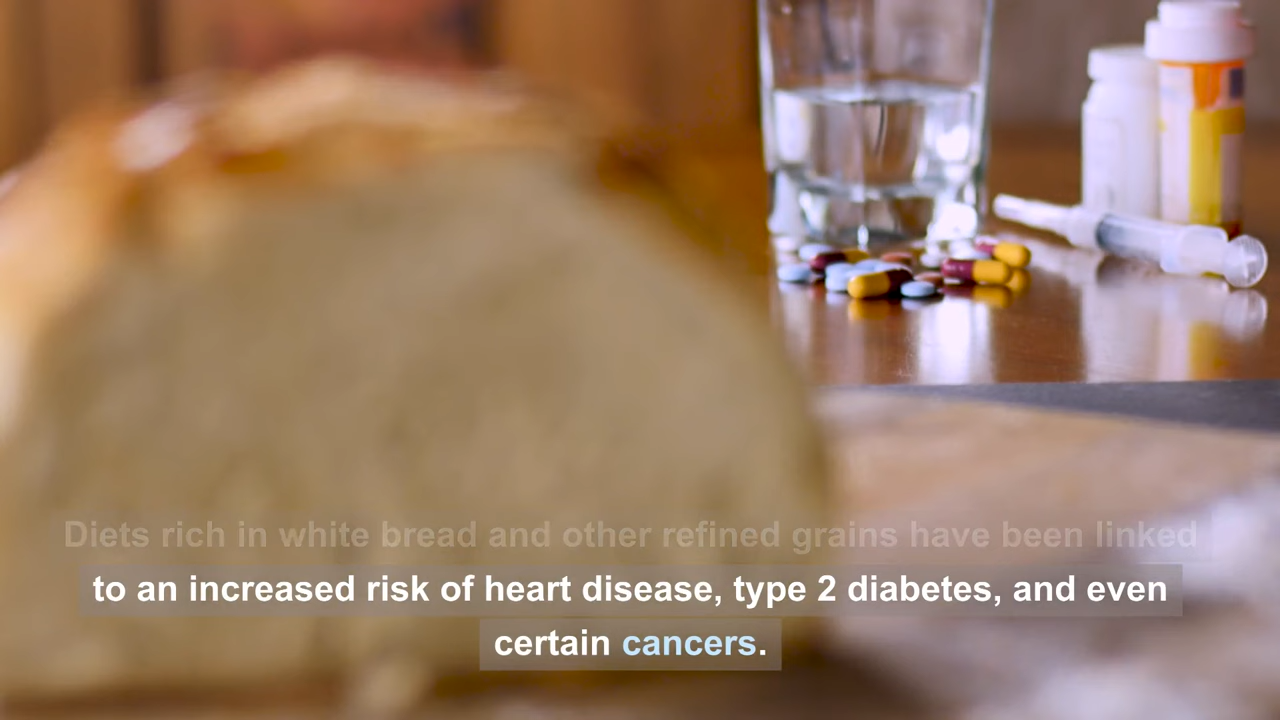 Diets rich in white bread and other refined grains have been linked
to an increased risk of heart disease, type 2 diabetes, and even
certain cancers.